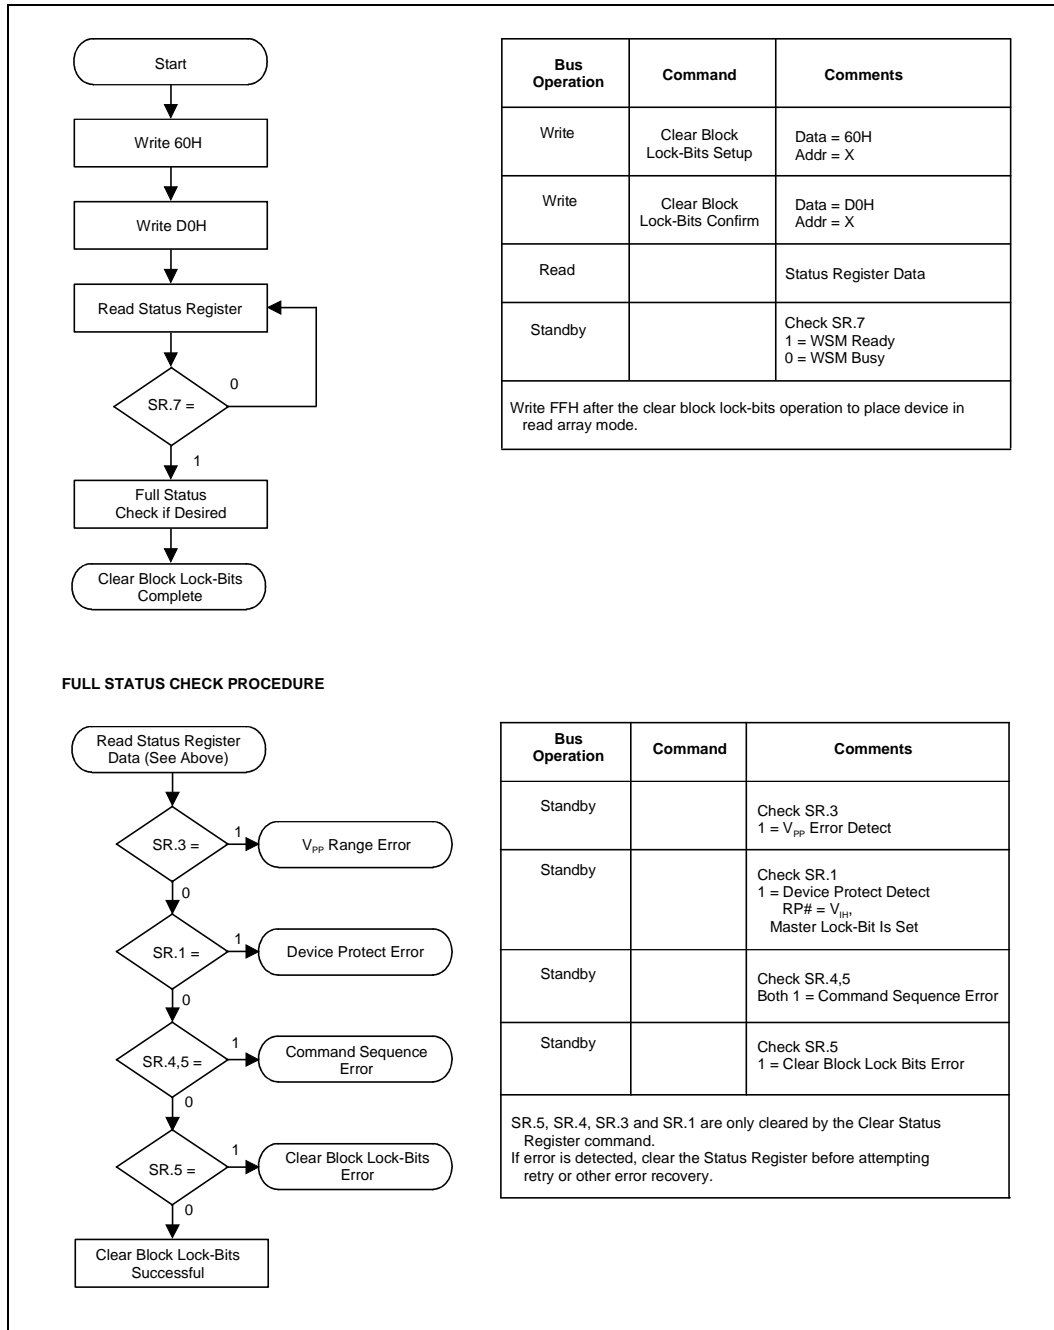 Start
Write 60H
Write D0H
Read Status Register
0
SR.7 =
1
Full Status
Check if Desired
Clear Block Lock-Bits
Complete
Bus
Operation
Command
Comments
Write
Clear Block
Lock-Bits Setup
Data = 60H
Addr = X
Write
Clear Block
Lock-Bits Confirm
Data = D0H
Addr = X
Read
Status Register Data
Standby
Check SR.7
1 = WSM Ready
0 = WSM Busy
Write FFH after the clear block lock-bits operation to place device in
read array mode.
FULL STATUS CHECK PROCEDURE
Read Status Register
Data (See Above)
SR.3 =
1
VPP Range Error
0
SR.1 =
1
Device Protect Error
0
SR.4,5 =
1
Command Sequence
Error
0
SR.5 =
1
Clear Block Lock-Bits
Error
0
Clear Block Lock-Bits
Successful
Bus
Operation
Command
Comments
Standby
Check SR.3
1 = VPP Error Detect
Standby
Check SR.1
1 = Device Protect Detect
RP# = VIH,
Master Lock-Bit Is Set
Standby
Check SR.4,5
Both 1 = Command Sequence Error
Standby
Check SR.5
1 = Clear Block Lock Bits Error
SR.5, SR.4, SR.3 and SR.1 are only cleared by the Clear Status
Register command.
If error is detected, clear the Status Register before attempting
retry or other error recovery.